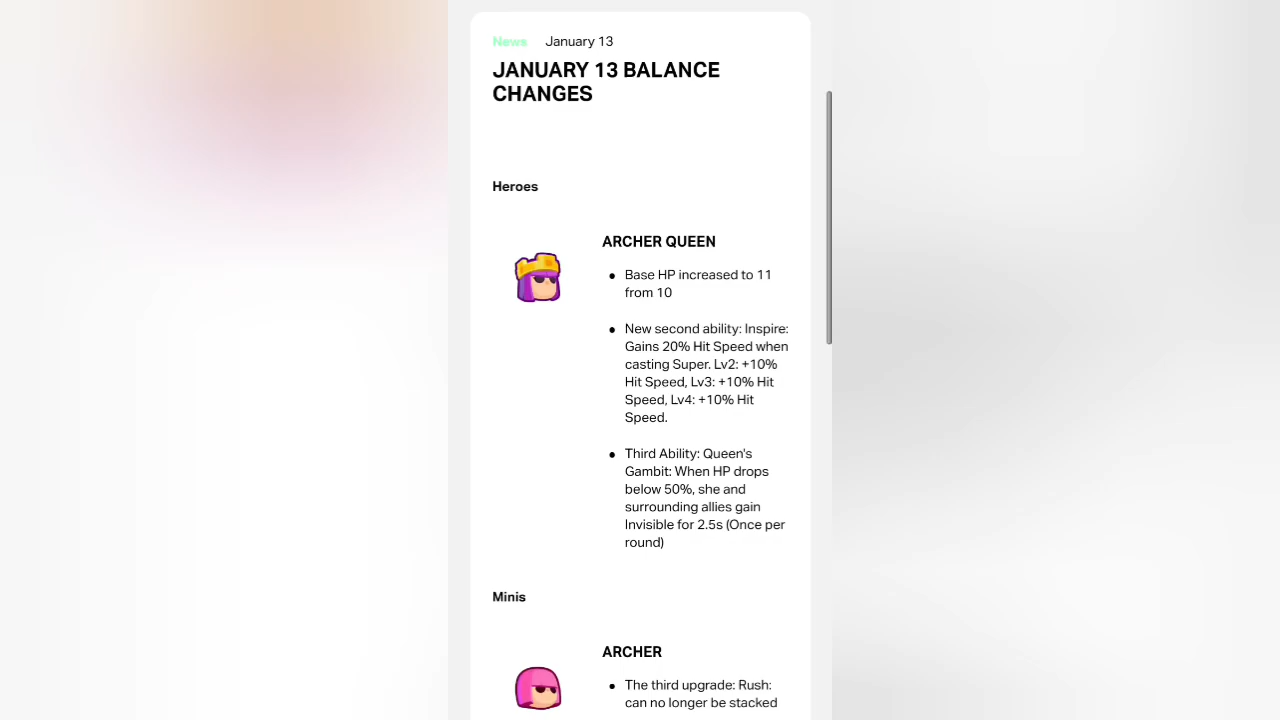 News January 13
JANUARY 13 BALANCE
CHANGES
Heroes
ARCHER QUEEN
● Base HP increased to 11
from 10
● New second ability: Inspire:
Gains 20% Hit Speed when
casting Super. Lv2: +10%
Hit Speed, Lv3: +10% Hit
Speed, Lv4: +10% Hit
Speed.
● Third Ability: Queen's
Gambit: When HP drops
below 50%, she and
surrounding allies gain
Invisible for 2.5s (Once per
round)
Minis
ARCHER
● The third upgrade: Rush:
can no longer be stacked